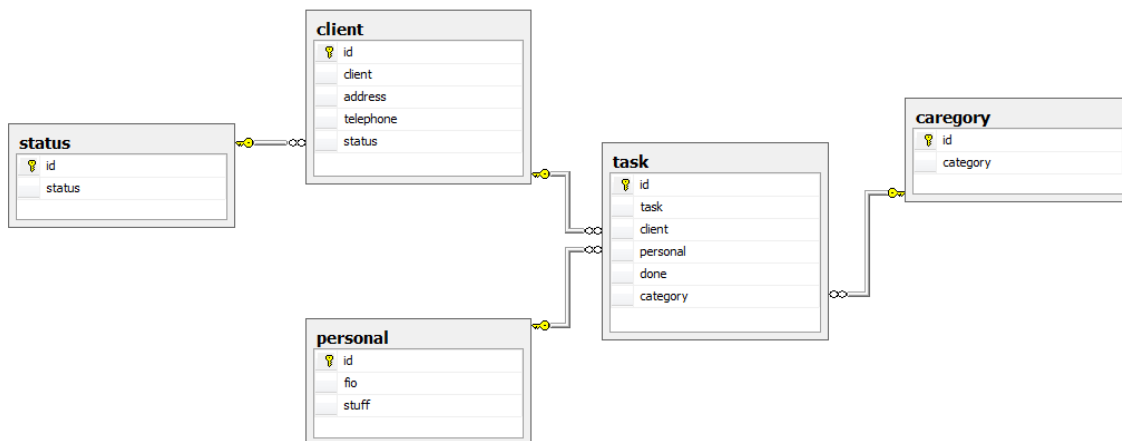 status
id
status
client
id
client
address
telephone
status
personal
id
fio
stuff
task
id
task
client
personal
done
category
caregory
id
category